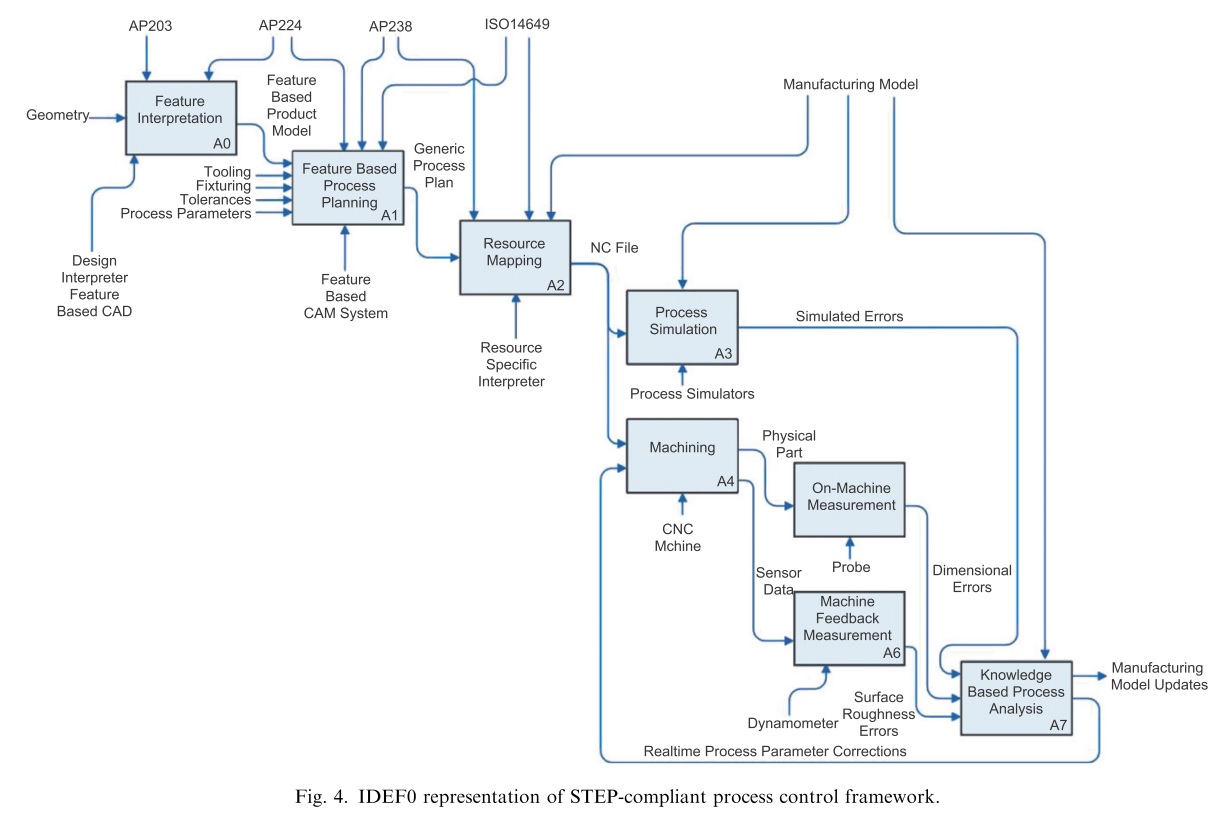 AP203
AP224
AP238
ISO14649
Manufacturing Model
Geometry
Feature
Interpretation
A0
Feature
Based
Product
Model
Design
Interpreter
Feature
Based CAD
Tooling
Fixturing
Tolerances
Process Parameters
Feature Based
Process
Planning
A1
Generic
Process
Plan
Feature
Based
CAM System
Resource
Mapping
A2
NC File
Resource
Specific
Interpreter
Process
Simulation
A3
Simulated Errors
Process Simulators
Machining
A4
Physical
Part
CNC
Mchine
On-Machine
Measurement
Probe
Sensor
Data
Dimensional
Errors
Machine
Feedback
Measurement
A6
Dynamometer
Surface
Roughness
Errors
Knowledge
Based Process
Analysis
A7
Manufacturing
Model Updates
Realtime Process Parameter Corrections
Fig. 4. IDEF0 representation of STEP-compliant process control framework.